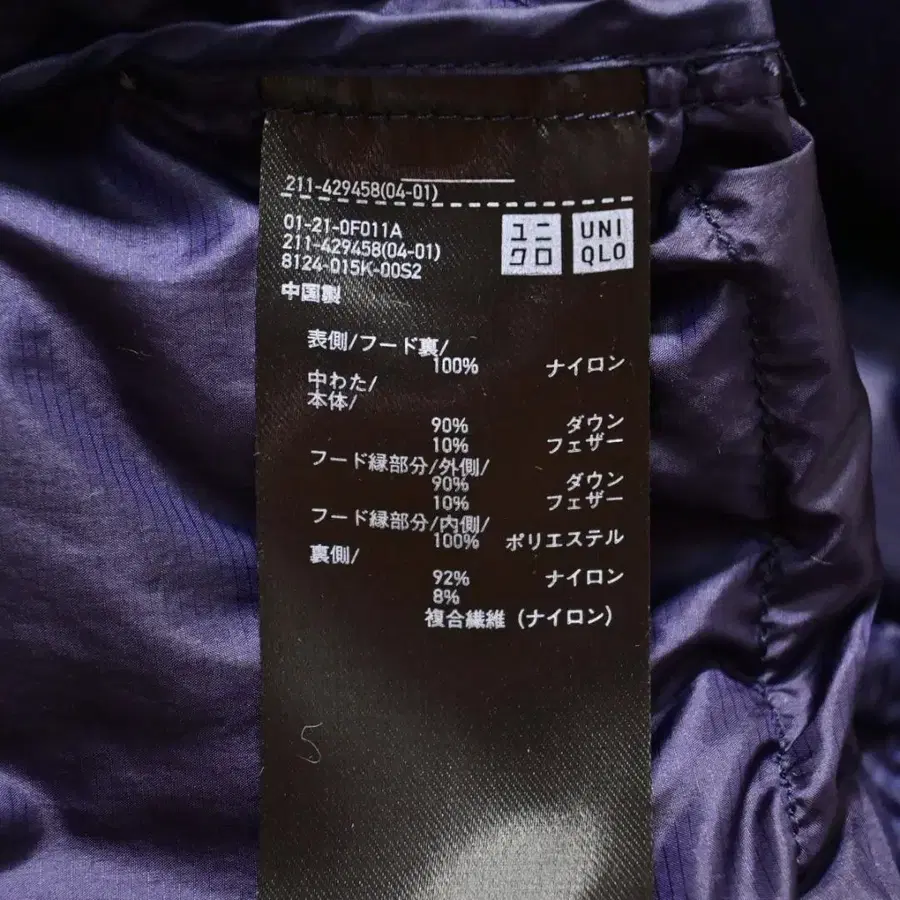 211-429458(04-01)
01-21-0F011A
211-429458(04-01)
8124-015K-00S2
中国製
ユニ
クロ
UNI
QLO
表側/フード裏/
100% ナイロン
中わた/
本体/
90% ダウン
10% フェザー
フード縁部分/外側/
90% ダウン
10% フェザー
フード縁部分/内側/
100% ポリエステル
裏側/
92% ナイロン
8%
複合繊維(ナイロン)